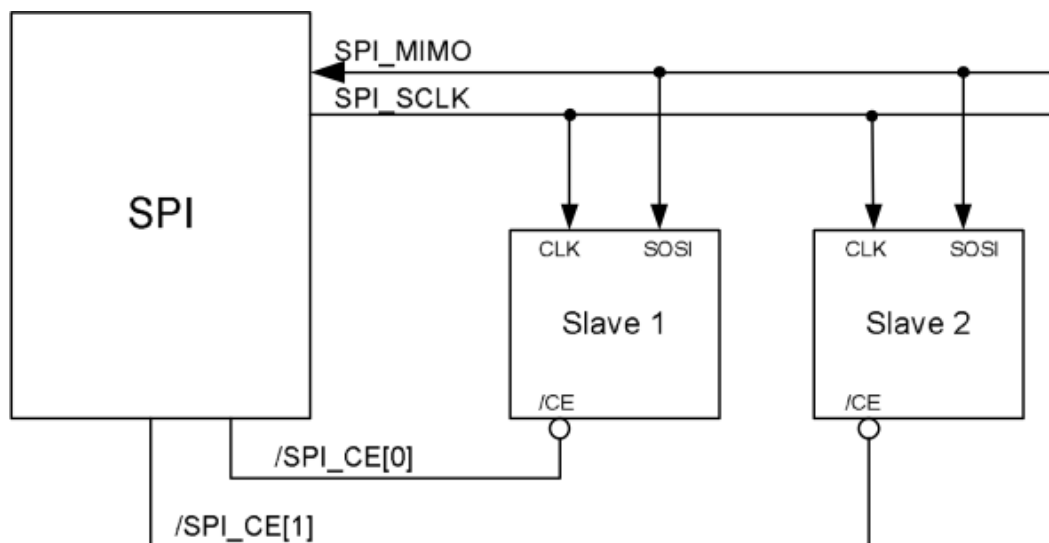 SPI_MIMO
SPI_SCLK
SPI
CLK SOSI
Slave 1
/CE
CLK SOSI
Slave 2
/CE
/SPI_CE[0]
/SPI_CE[1]